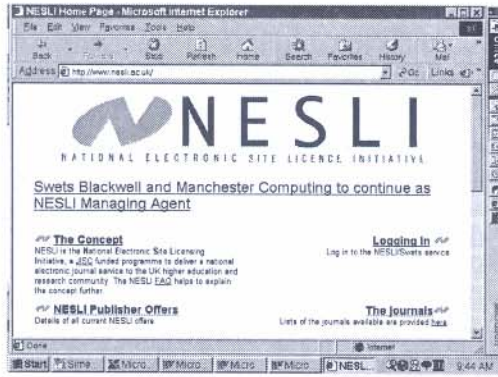 NESLI Home Page - Microsoft Internet Explorer
File Edit View Favorites Tools Help
Back Stop Refresh Home Search Favorites History Mail
Address http://www.nesli.ac.uk/ Go Links
NESLI
NATIONAL ELECTRONIC SITE LICENCE INITIATIVE
Swets Blackwell and Manchester Computing to continue as
NESLI Managing Agent
The Concept
NESLI is the National Electronic Site Licensing
Initiative, a JISC funded programme to deliver a national
electronic journal service to the UK higher education and
research community. The NESLI FAQ helps to explain
the concept further.
Logging In
Log in to the NESLI/Swets service
NESLI Publisher Offers
Details of all current NESLI offers
The journals
Lists of the journals available are provided here.
Done Internet
Start Sime... Micro... Micro... Micro... Micro... NESL... 9:44 AM